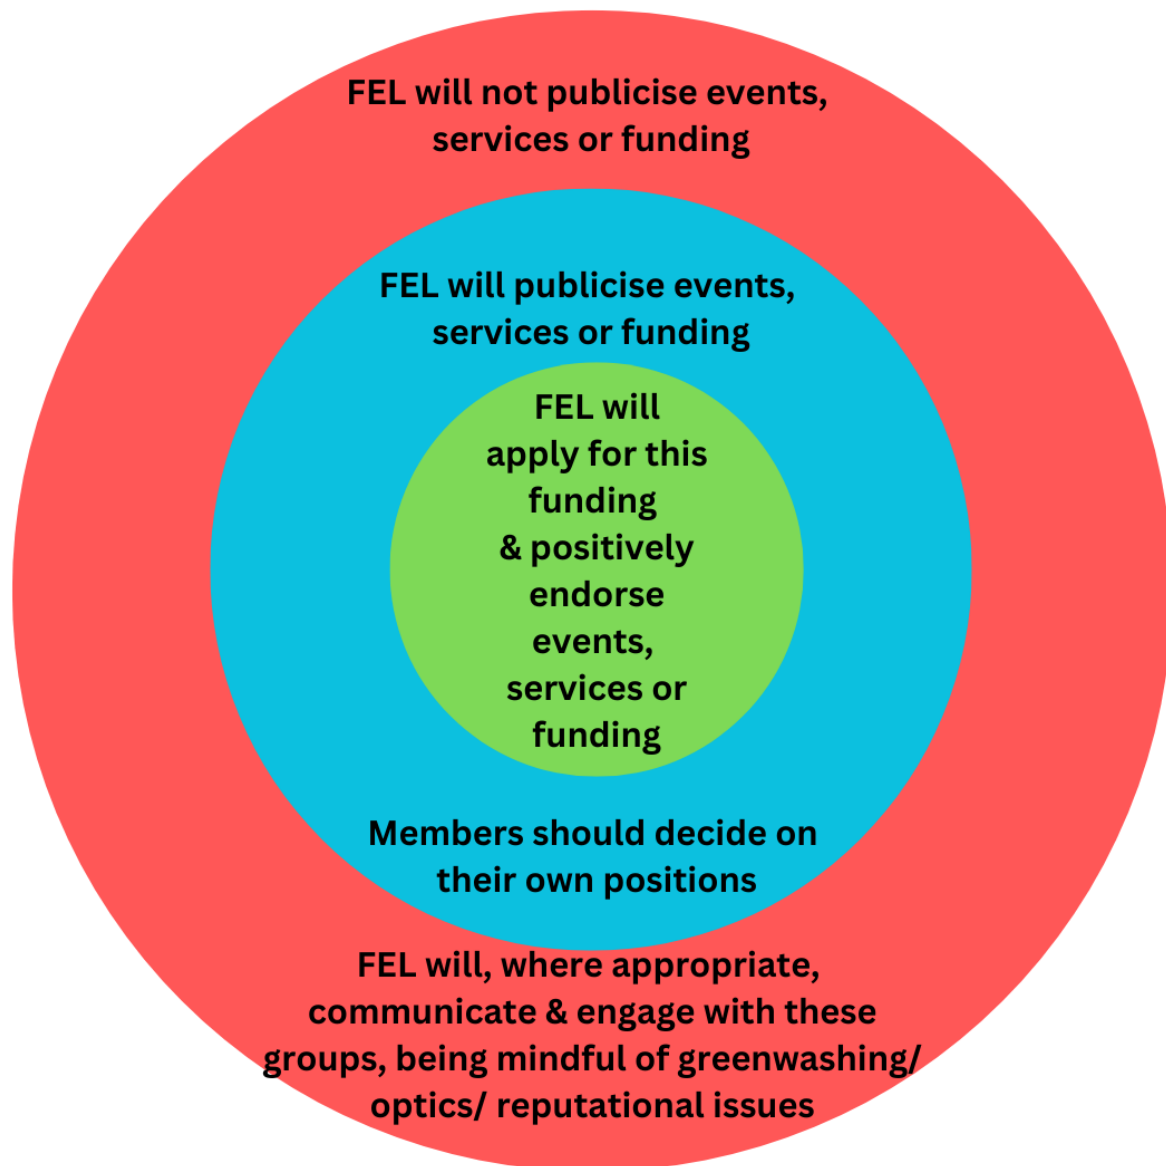 FEL will not publicise events,
services or funding
FEL will publicise events,
services or funding
FEL will
apply for this
funding
& positively
endorse
events,
services or
funding
Members should decide on
their own positions
FEL will, where appropriate,
communicate & engage with these
groups, being mindful of greenwashing/
optics/ reputational issues